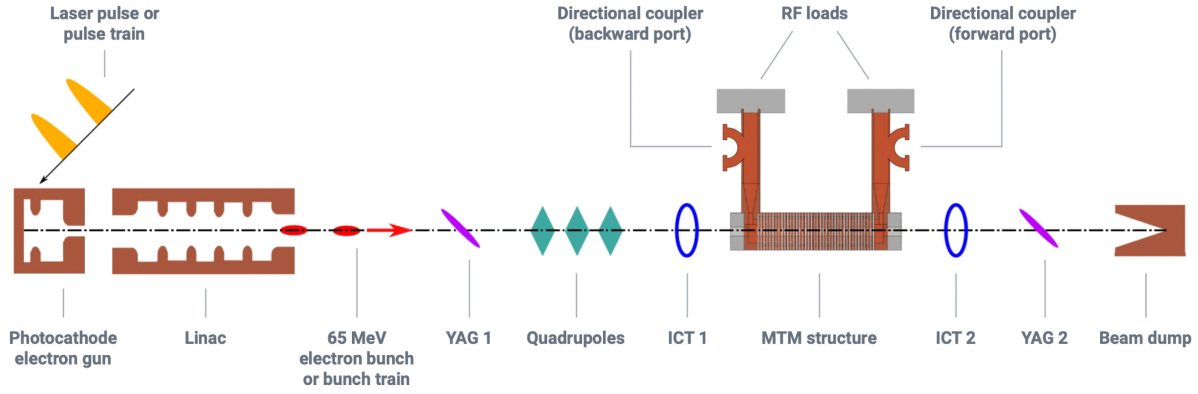 Laser pulse or
pulse train
Directional coupler
(backward port)
RF loads
Directional coupler
(forward port)
Photocathode
electron gun
Linac
65 MeV
electron bunch
or bunch train
YAG 1
Quadrupoles
ICT 1
MTM structure
ICT 2
YAG 2
Beam dump